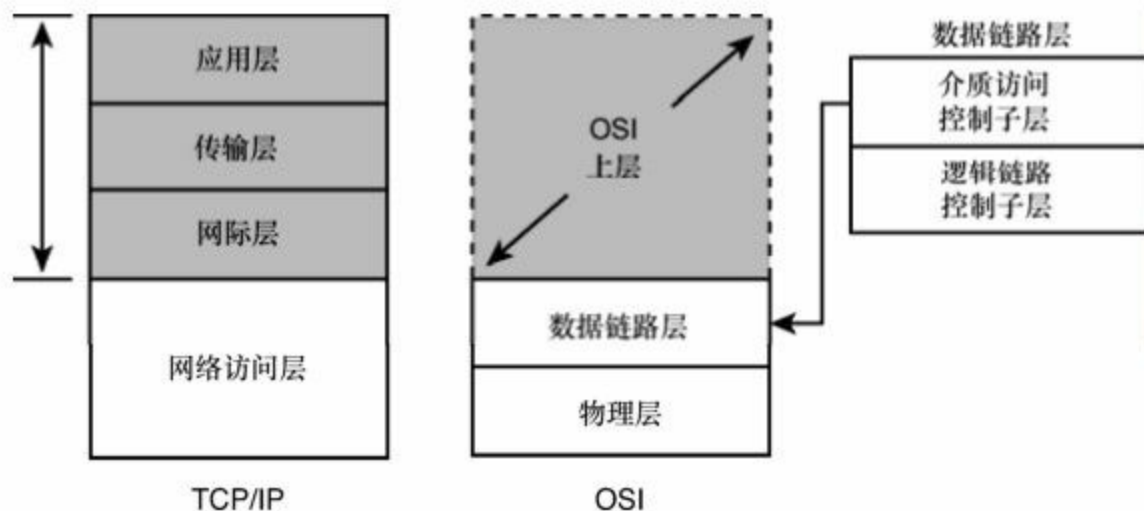 应用层
传输层
网际层
网络访问层
TCP/IP
OSI
上层
数据链路层
物理层
OSI
数据链路层
介质访问
控制子层
逻辑链路
控制子层